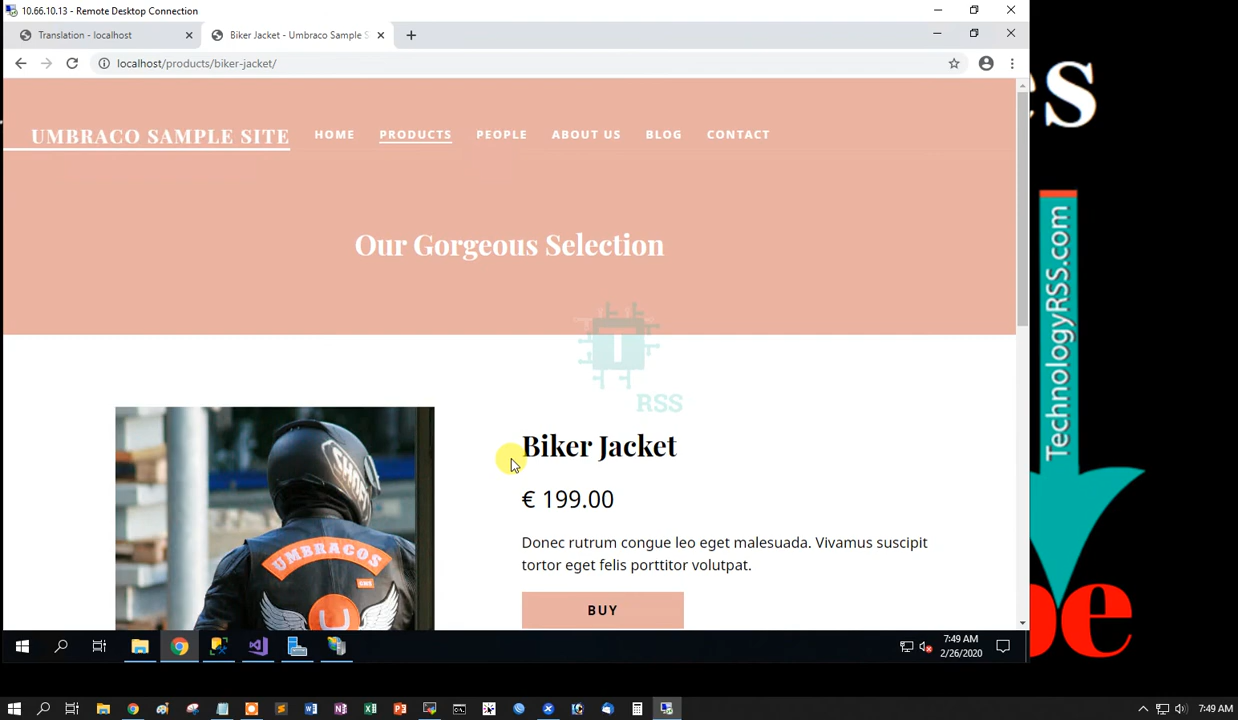 10.66.10.13 - Remote Desktop Connection
Translation - localhost
Biker Jacket - Umbraco Sample S
localhost/products/biker-jacket/
UMBRACO SAMPLE SITE
HOME
PRODUCTS
PEOPLE
ABOUT US
BLOG
CONTACT
Our Gorgeous Selection
RSS
Biker Jacket
€ 199.00
Donec rutrum congue leo eget malesuada. Vivamus suscipit
tortor eget felis porttitor volutpat.
BUY
SHOEI
UMBRACOS
TechnologyRSS.com
es
be
7:49 AM
2/26/2020
7:49 AM